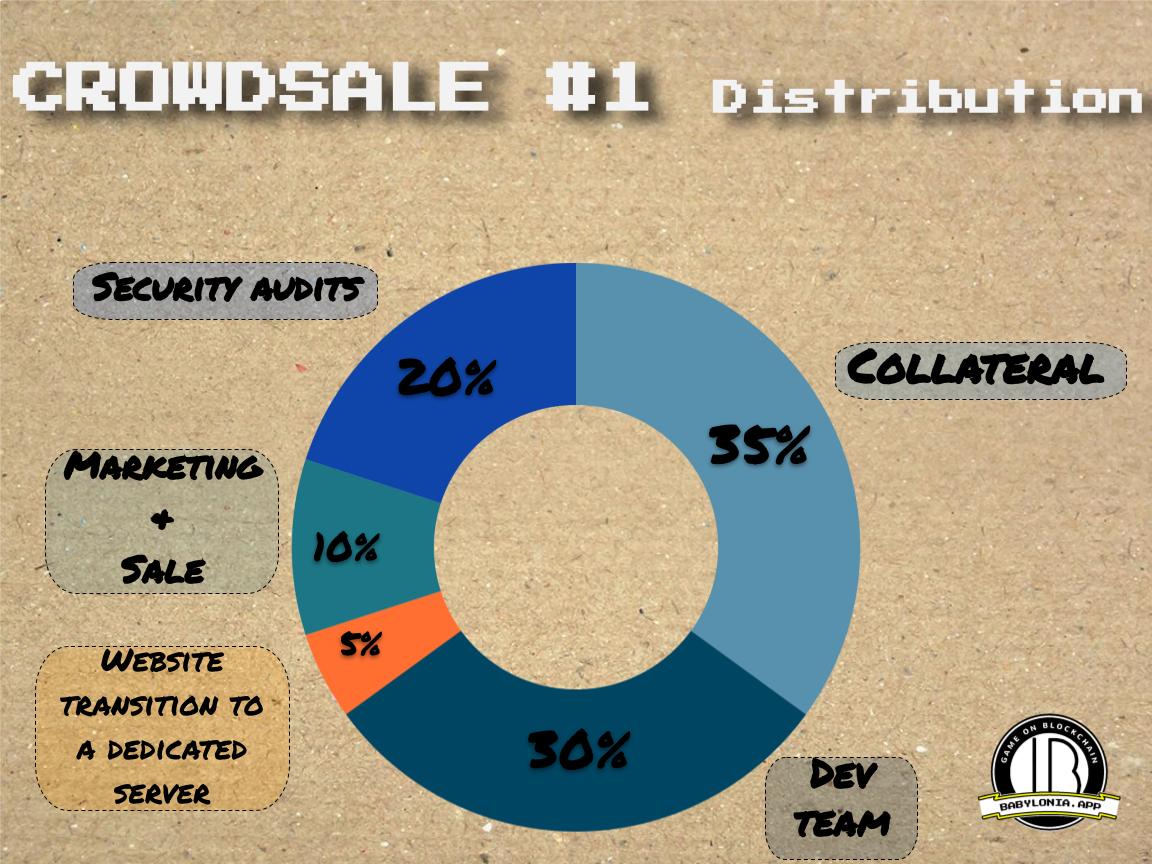 CROWDSALE #1 Distribution
Security audits
20%
Collateral
35%
Marketing
&
Sale
10%
5%
Website
transition to
a dedicated
server
30%
Dev
team
GAME ON BLOCKCHAIN
BABYLONIA.APP